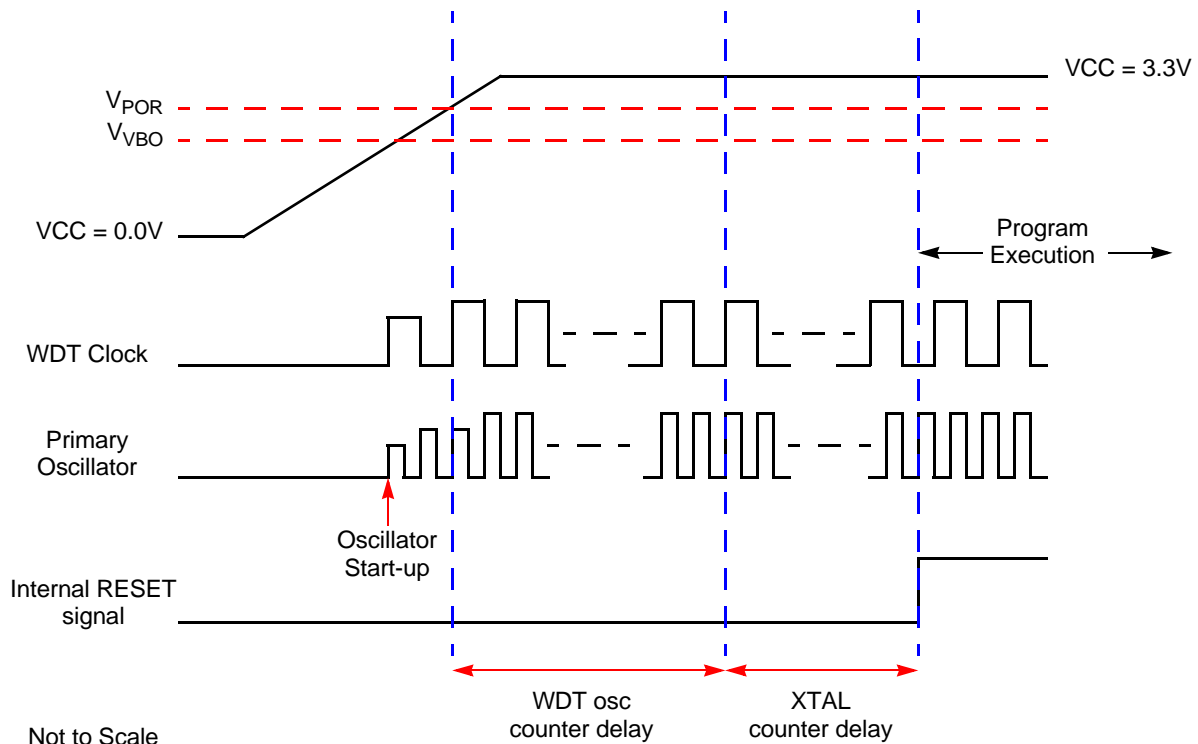 VCC = 3.3V
VPOR
VVBO
VCC = 0.0V
Program
Execution
WDT Clock
Primary
Oscillator
Oscillator
Start-up
Internal RESET
signal
WDT osc
counter delay
XTAL
counter delay
Not to Scale